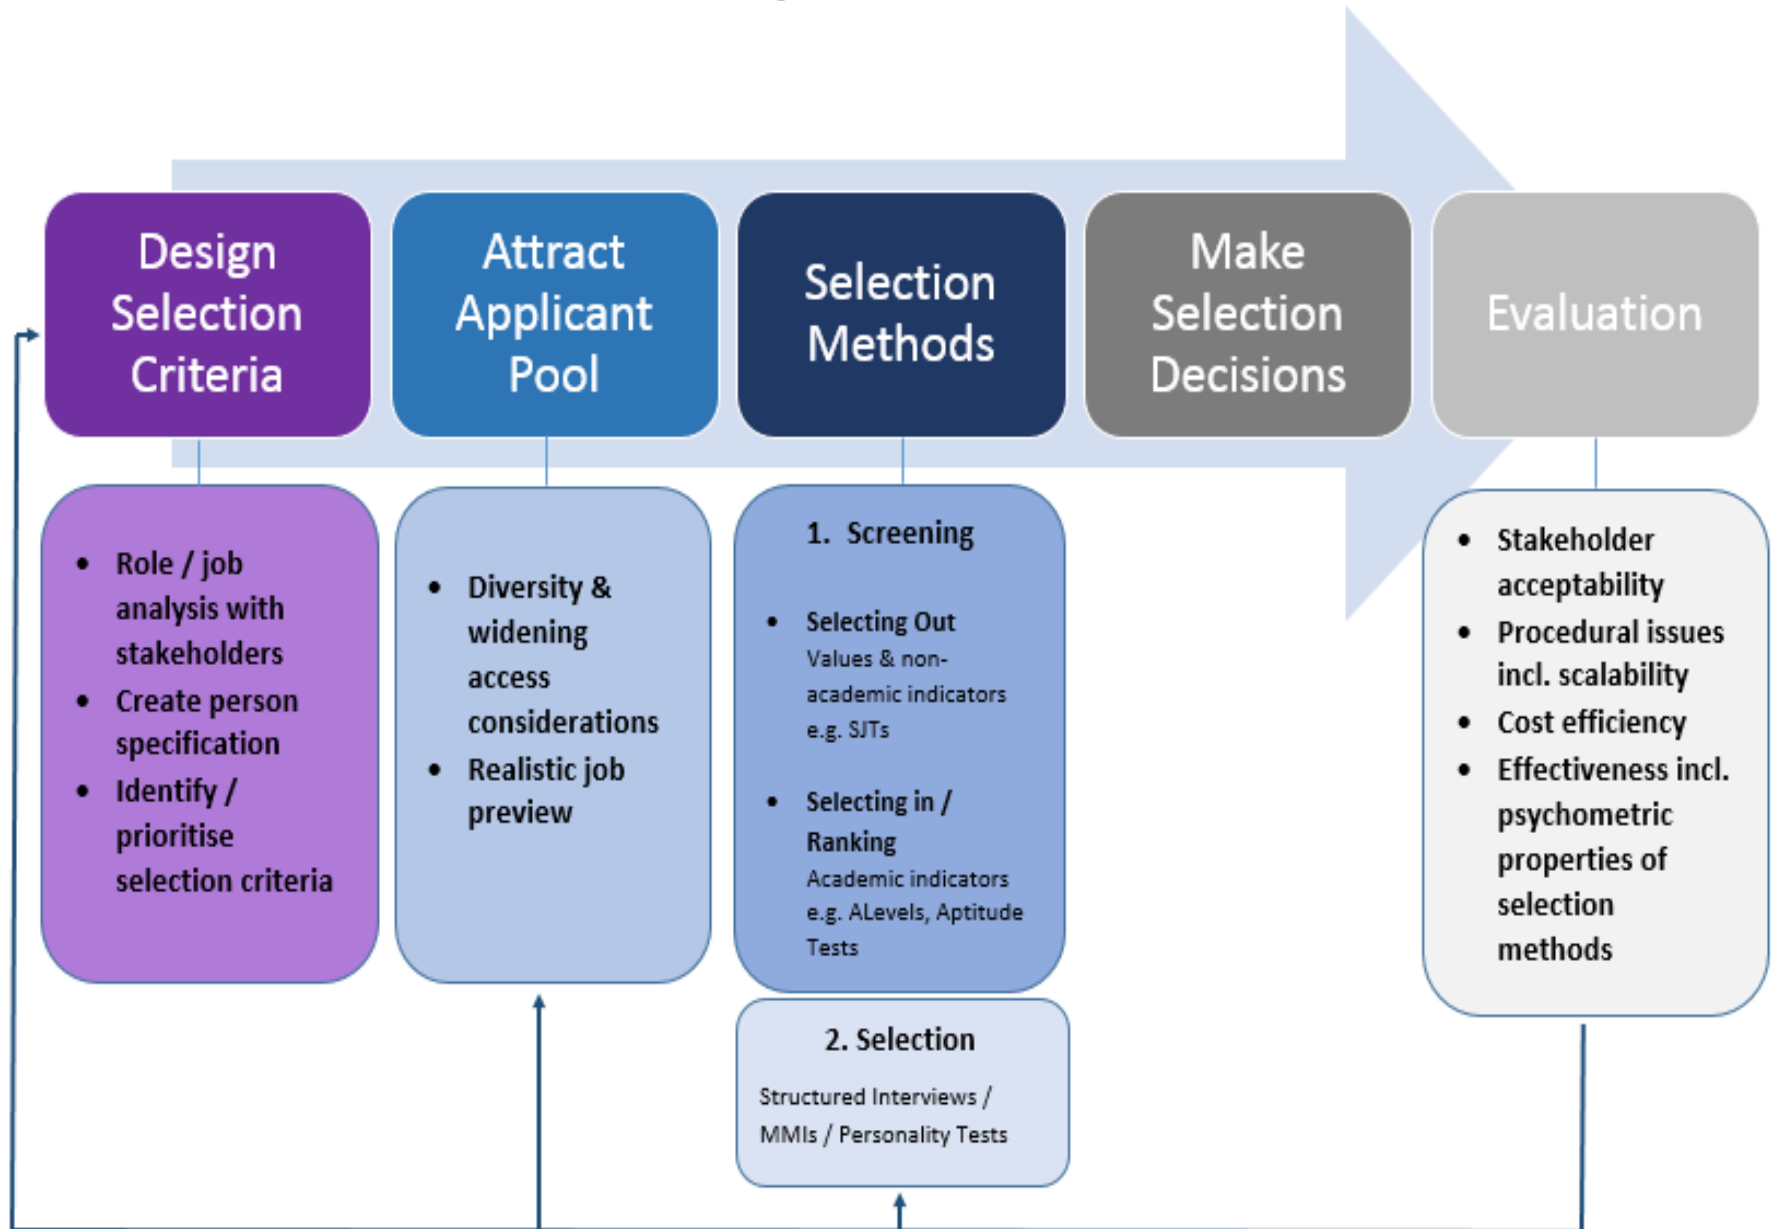 Design
Selection
Criteria
Attract
Applicant
Pool
Selection
Methods
Make
Selection
Decisions
Evaluation
• Role / job
analysis with
stakeholders
• Create person
specification
• Identify /
prioritise
selection criteria
• Diversity &
widening
access
considerations
• Realistic job
preview
1. Screening
• Selecting Out
Values & non-
academic indicators
e.g. SJTs
• Selecting in /
Ranking
Academic indicators
e.g. ALevels, Aptitude
Tests
2. Selection
Structured Interviews /
MMIs / Personality Tests
• Stakeholder
acceptability
• Procedural issues
incl. scalability
• Cost efficiency
• Effectiveness incl.
psychometric
properties of
selection
methods